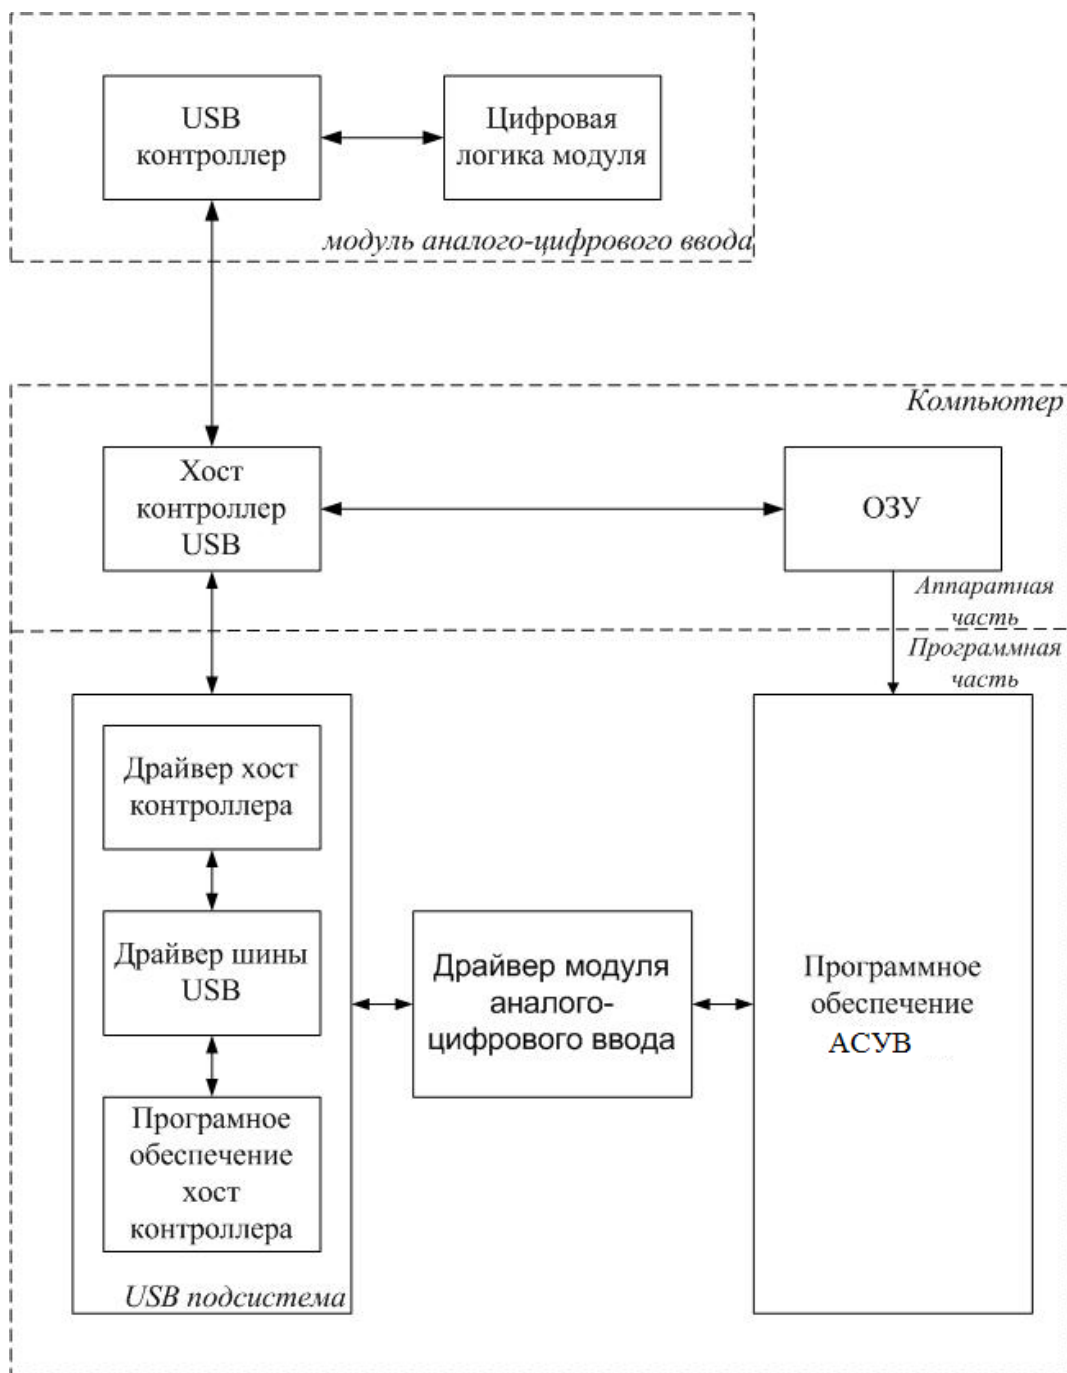 USB
контроллер
Цифровая
логика модуля
модуль аналого-цифрового ввода
Компьютер
Хост
контроллер
USB
ОЗУ
Аппаратная
часть
Программная
часть
Драйвер хост
контроллера
Драйвер шины
USB
Програмное
обеспечение
хост
контроллера
USB подсистема
Драйвер модуля
аналого-
цифрового ввода
Программное
обеспечение
АСУВ